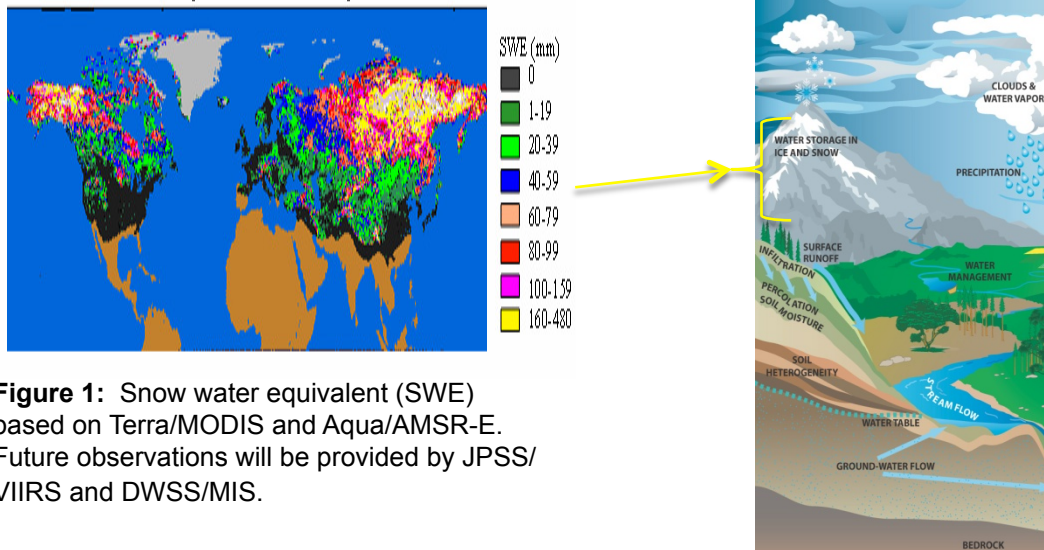 SWE (mm)
0
1-19
20-39
40-59
60-79
80-99
100-159
160-480
Figure 1: Snow water equivalent (SWE)
based on Terra/MODIS and Aqua/AMSR-E.
Future observations will be provided by JPSS/
VIIRS and DWSS/MIS.
CLOUDS &
WATER VAPOR
WATER STORAGE IN
ICE AND SNOW
PRECIPITATION
SURFACE
RUNOFF
INFILTRATION
WATER
MANAGEMENT
PERCOLATION
SOIL MOISTURE
SOIL
HETEROGENEITY
STREAM FLOW
WATER TABLE
GROUND-WATER FLOW
BEDROCK